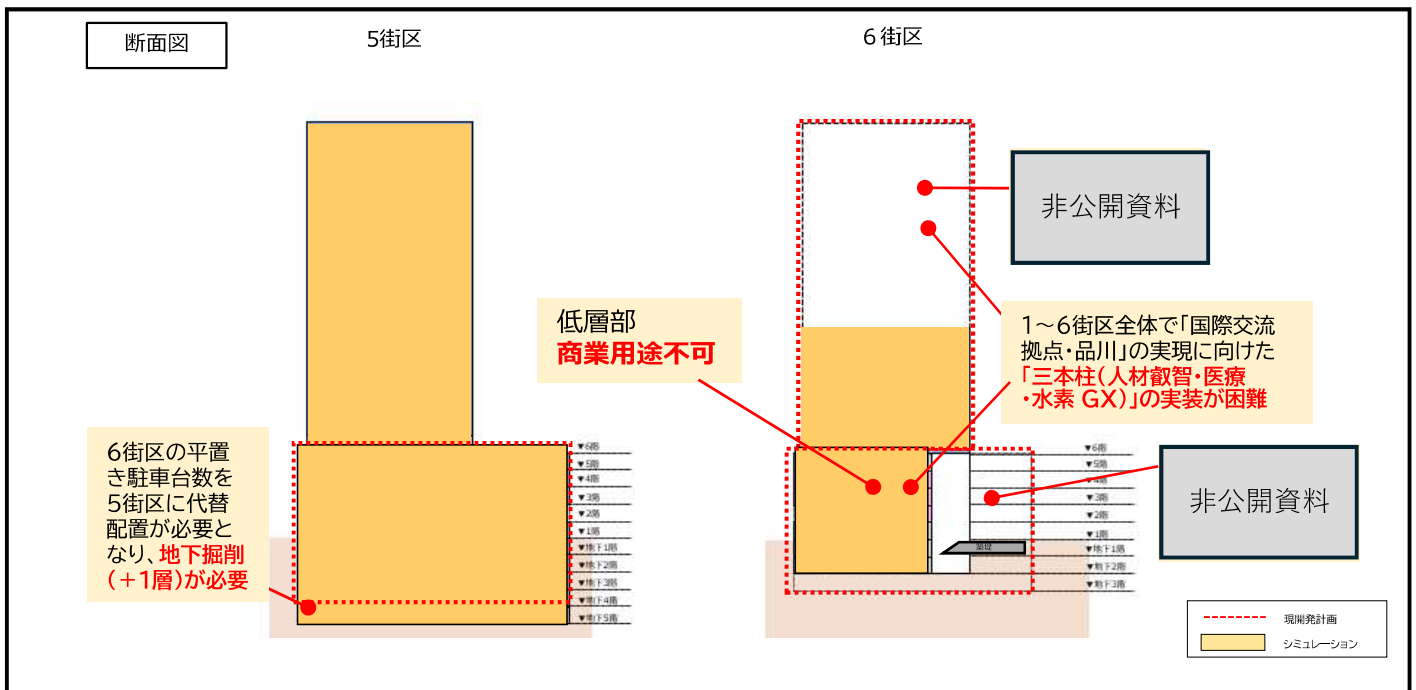 断面図
5街区
６街区
非公開資料
低層部
商業用途不可
1～6街区全体で「国際交流
拠点・品川」の実現に向けた
「三本柱（人材叡智・医療
・水素 GX）」の実装が困難
6街区の平置
き駐車台数を
5街区に代替
配置が必要と
なり、地下掘削
（＋1層）が必要
▼6階
▼5階
▼4階
▼3階
▼2階
▼1階
▼地下1階
▼地下2階
▼地下3階
▼地下4階
▼地下5階
▼6階
▼5階
▼4階
▼3階
▼2階
▼1階
▼地下1階
▼地下2階
▼地下3階
築堤
非公開資料
現開発計画
シミュレーション